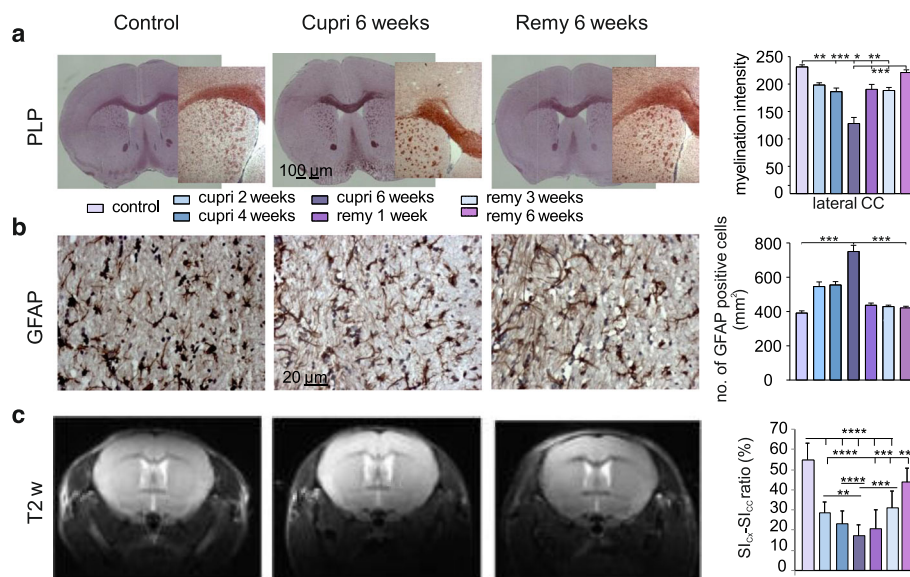 Control Cupri 6 weeks Remy 6 weeks
a
PLP
100 µm
250
200
150
100
50
0
** *** * **
***
myelination intensity
lateral CC
control cupri 2 weeks cupri 6 weeks remy 3 weeks
cupri 4 weeks remy 1 week remy 6 weeks
b
GFAP
20 µm
800
600
400
200
0
*** ***
no. of GFAP positive cells
(mm²)
c
T2 w
70
60
50
40
30
20
10
0
****
**** *** **
****
** ***
SICx-SICC ratio (%)